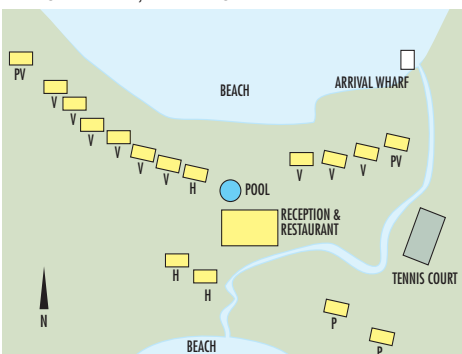 BEACH
ARRIVAL WHARF
PV
V
V
V
V
V
V
H
V
V
V
PV
POOL
RECEPTION &
RESTAURANT
TENNIS COURT
H
H
N
P
P
BEACH